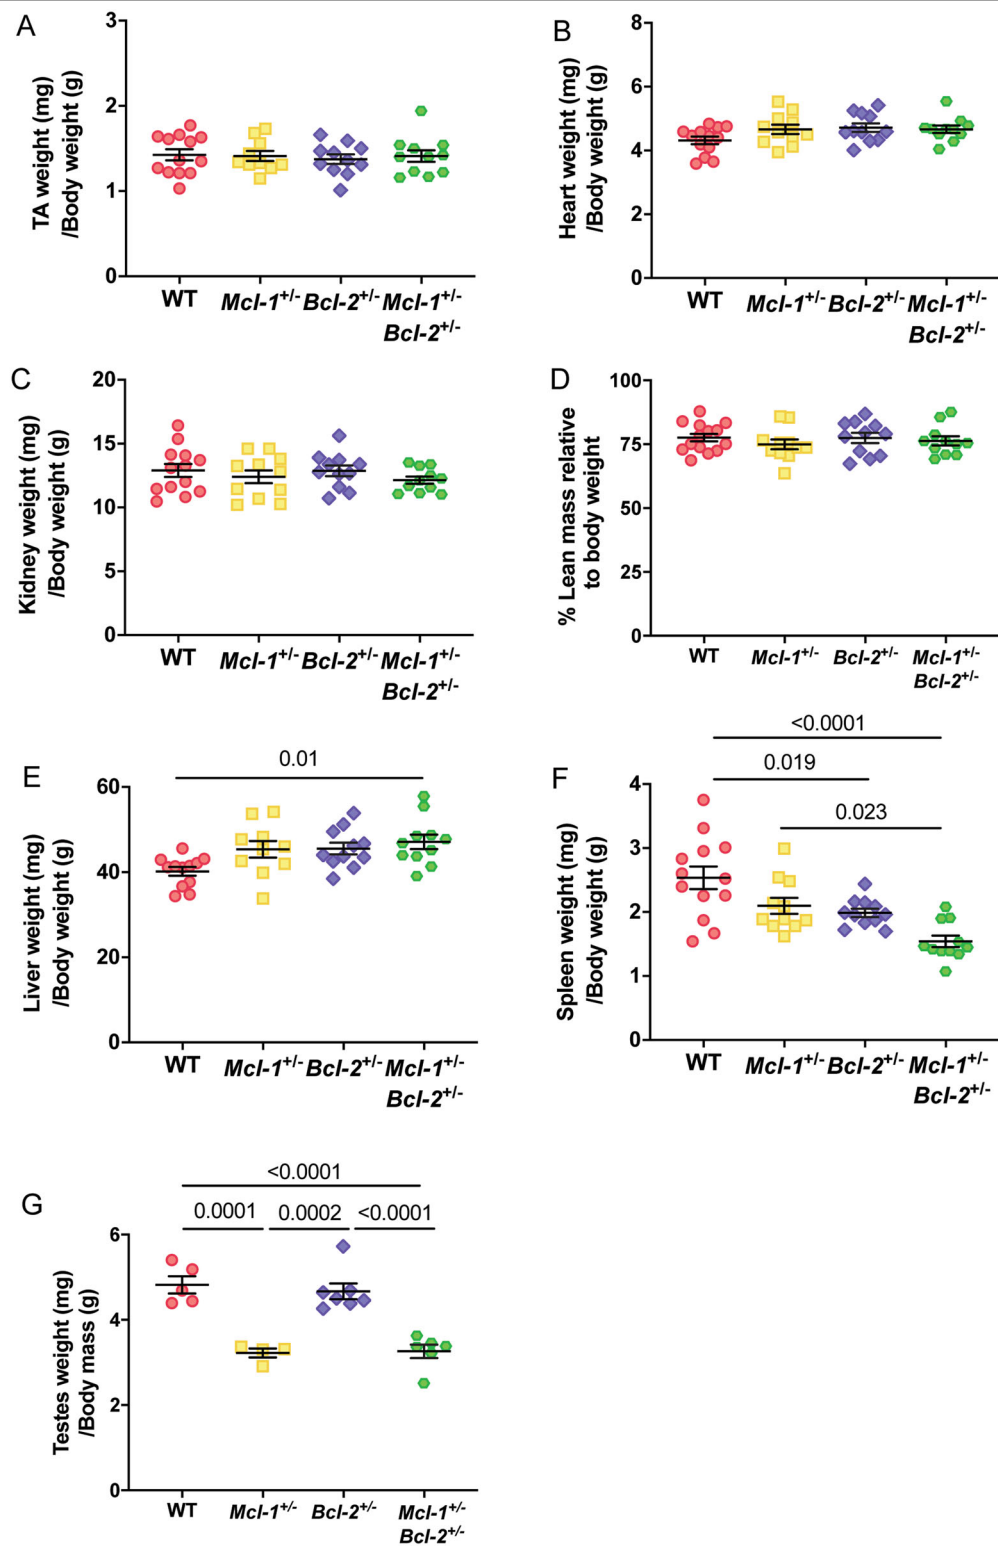 A
TA weight (mg)
/Body weight (g)
3
2
1
0
WT
Mcl-1+/-
Bcl-2+/-
Mcl-1+/-
Bcl-2+/-
B
Heart weight (mg)
/Body weight (g)
8
6
4
2
0
WT
Mcl-1+/-
Bcl-2+/-
Mcl-1+/-
Bcl-2+/-
C
Kidney weight (mg)
/Body weight (g)
20
15
10
5
0
WT
Mcl-1+/-
Bcl-2+/-
Mcl-1+/-
Bcl-2+/-
D
% Lean mass relative
to body weight
100
75
50
25
0
WT
Mcl-1+/-
Bcl-2+/-
Mcl-1+/-
Bcl-2+/-
E
Liver weight (mg)
/Body weight (g)
0.01
60
40
20
0
WT
Mcl-1+/-
Bcl-2+/-
Mcl-1+/-
Bcl-2+/-
F
Spleen weight (mg)
/Body weight (g)
<0.0001
0.019
0.023
4
3
2
1
0
WT
Mcl-1+/-
Bcl-2+/-
Mcl-1+/-
Bcl-2+/-
G
Testes weight (mg)
/Body mass (g)
<0.0001
0.0001
0.0002
<0.0001
6
4
2
0
WT
Mcl-1+/-
Bcl-2+/-
Mcl-1+/-
Bcl-2+/-